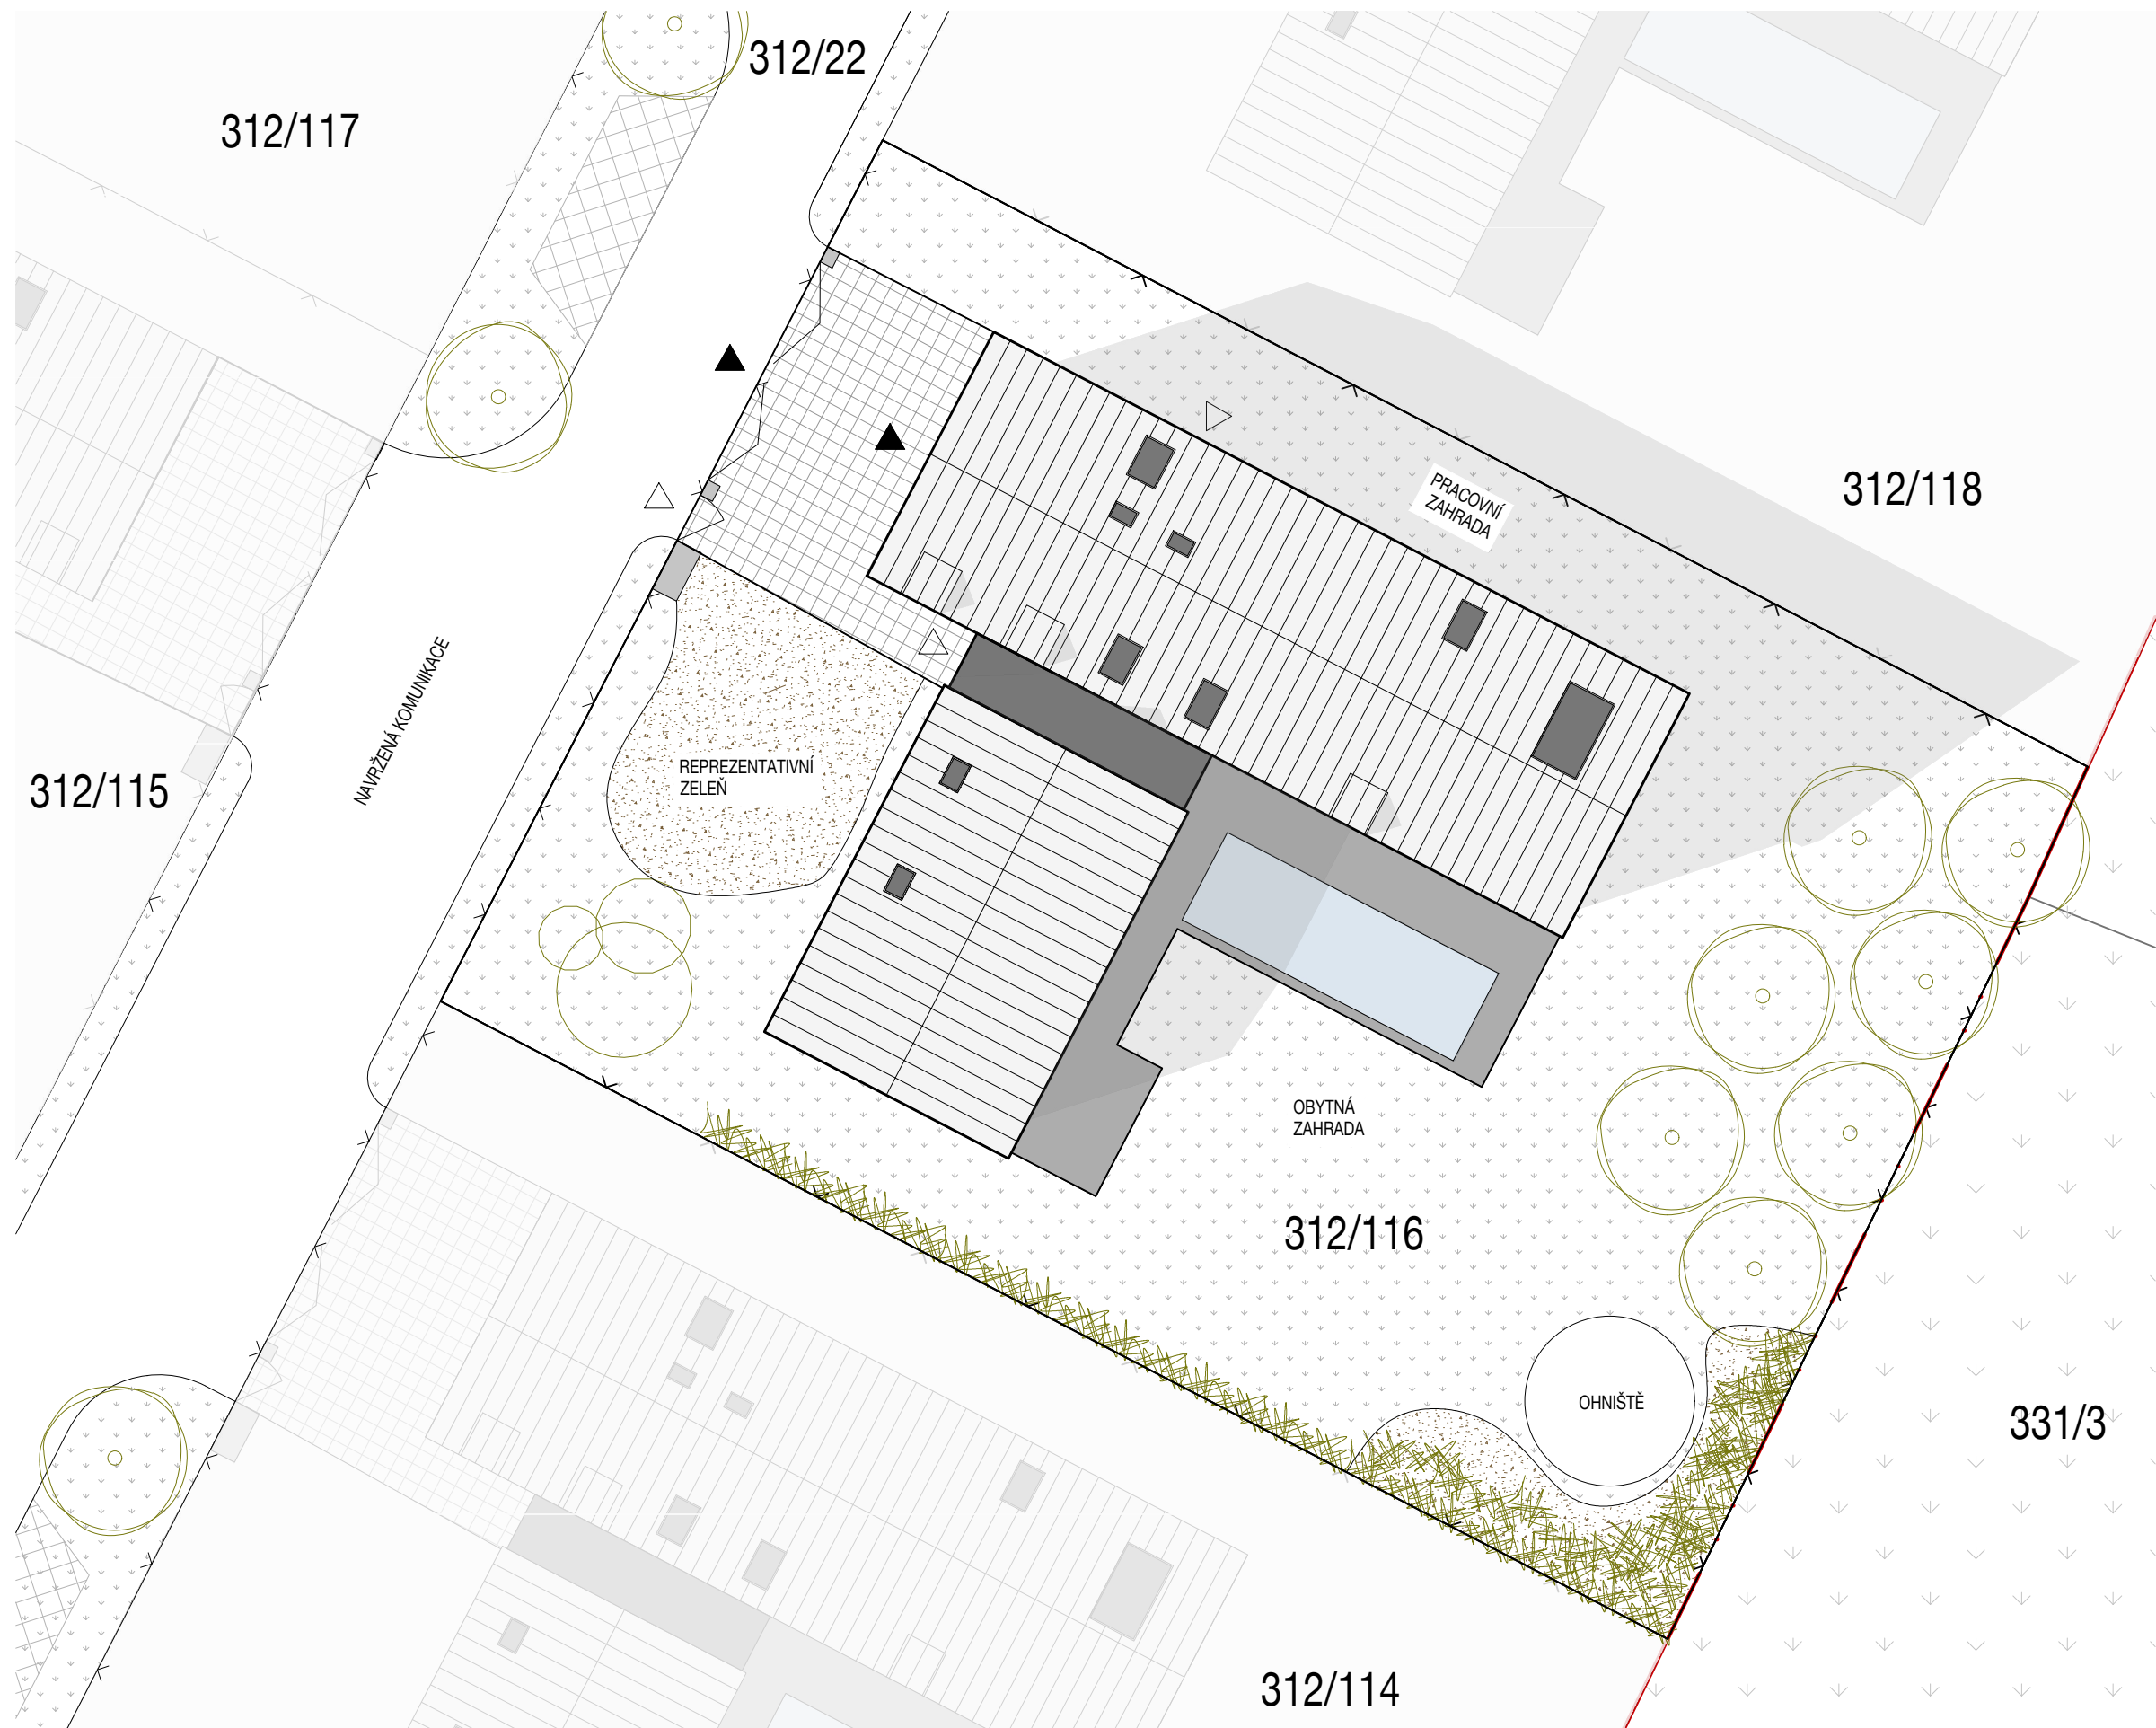 312/22
312/117
312/118
PRACOVNÍ
ZAHRADA
NAVRŽENÁ KOMUNIKACE
312/115
REPREZENTATIVNÍ
ZELEŇ
OBYTNÁ
ZAHRADA
312/116
OHNIŠTĚ
331/3
312/114